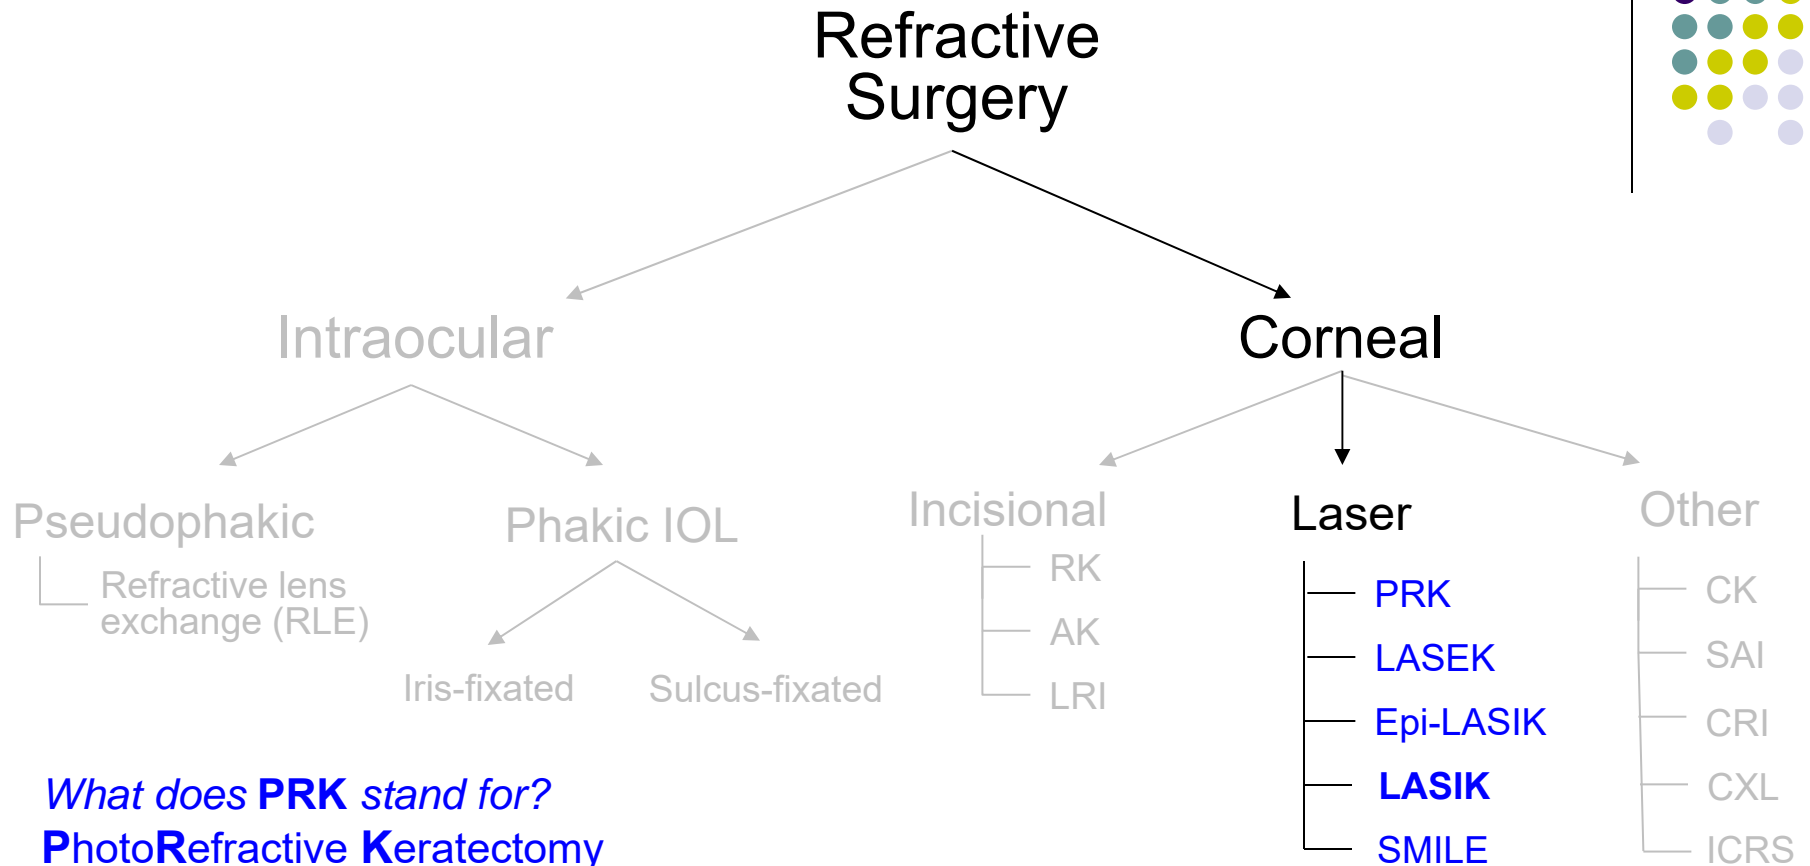 Refractive
Surgery
Intraocular
Corneal
Pseudophakic
Refractive lens
exchange (RLE)
Phakic IOL
Iris-fixated
Sulcus-fixated
Incisional
RK
AK
LRI
Laser
PRK
LASEK
Epi-LASIK
LASIK
SMILE
Other
CK
SAI
CRI
CXL
ICRS
What does PRK stand for?
PhotoRefractive Keratectomy